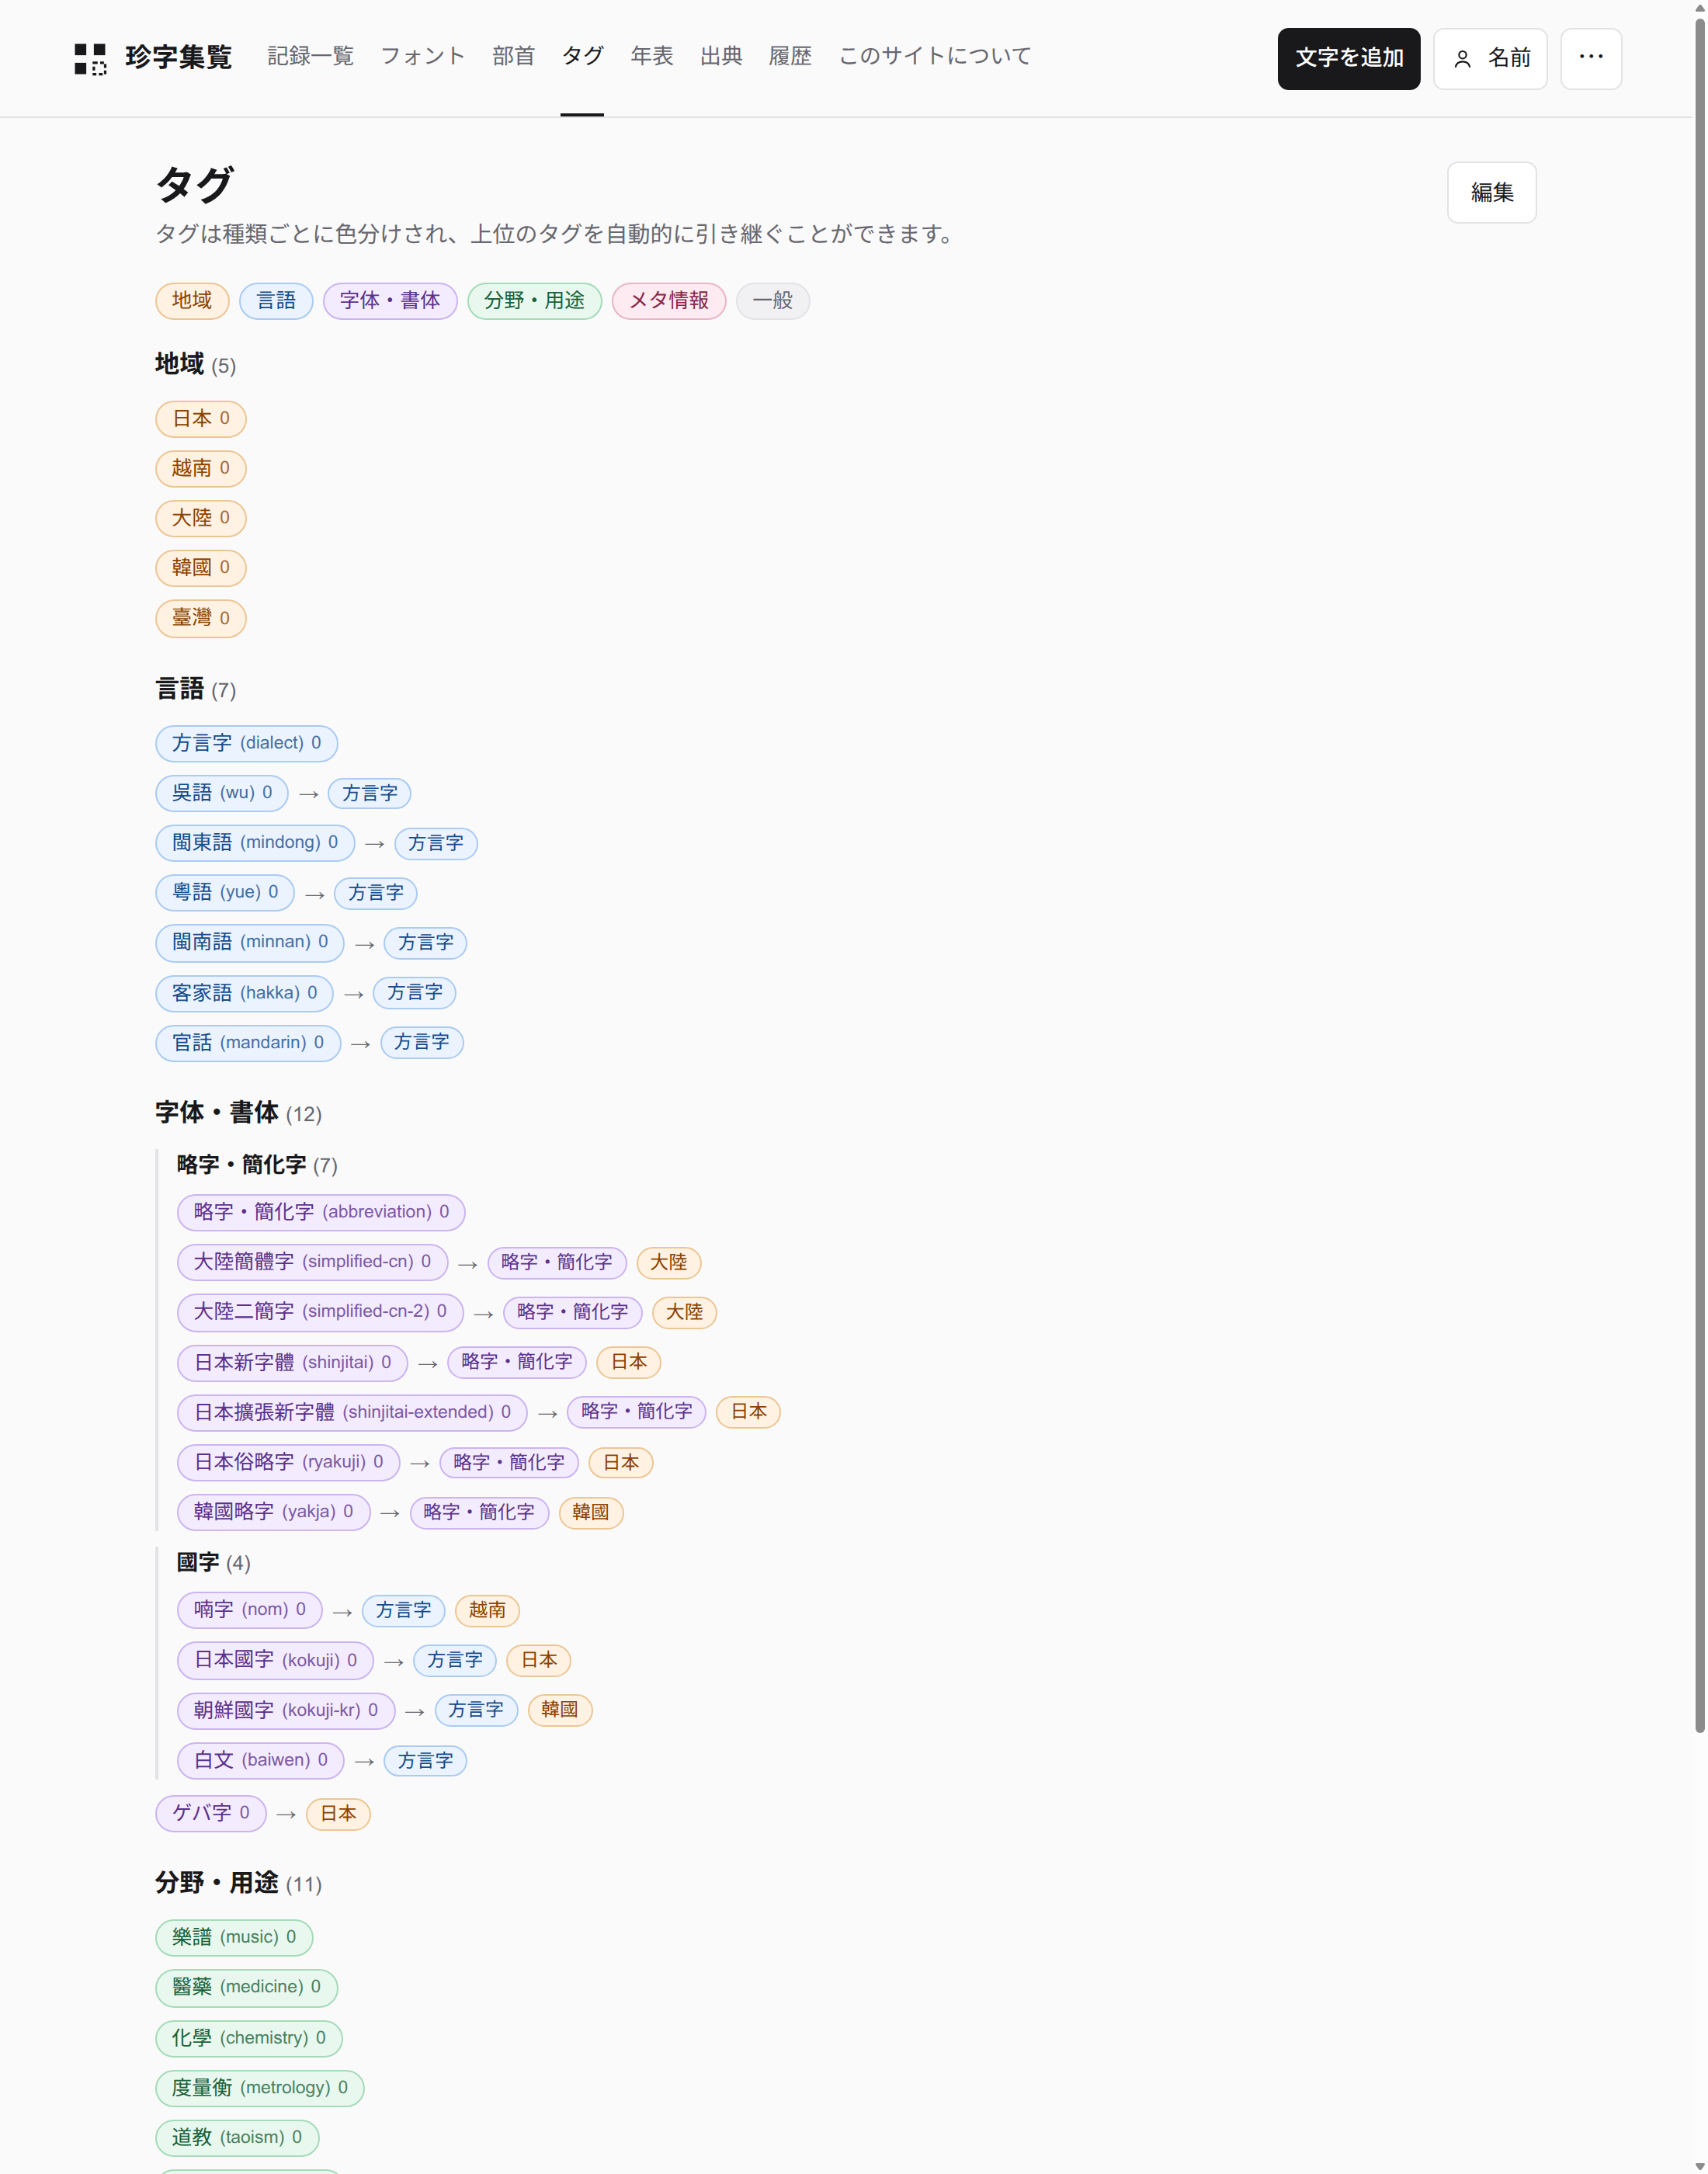 珍字集覧 記録一覧 フォント 部首 タグ 年表 出典 履歴 このサイトについて 文字を追加 名前 …
タグ
編集
タグは種類ごとに色分けされ、上位のタグを自動的に引き継ぐことができます。
地域 言語 字体・書体 分野・用途 メタ情報 一般
地域 (5)
日本 0
越南 0
大陸 0
韓國 0
臺灣 0
言語 (7)
方言字 (dialect) 0
吳語 (wu) 0 → 方言字
閩東語 (mindong) 0 → 方言字
粵語 (yue) 0 → 方言字
閩南語 (minnan) 0 → 方言字
客家語 (hakka) 0 → 方言字
官話 (mandarin) 0 → 方言字
字体・書体 (12)
略字・簡化字 (7)
略字・簡化字 (abbreviation) 0
大陸簡體字 (simplified-cn) 0 → 略字・簡化字 大陸
大陸二簡字 (simplified-cn-2) 0 → 略字・簡化字 大陸
日本新字體 (shinjitai) 0 → 略字・簡化字 日本
日本擴張新字體 (shinjitai-extended) 0 → 略字・簡化字 日本
日本俗略字 (ryakuji) 0 → 略字・簡化字 日本
韓國略字 (yakja) 0 → 略字・簡化字 韓國
國字 (4)
喃字 (nom) 0 → 方言字 越南
日本國字 (kokuji) 0 → 方言字 日本
朝鮮國字 (kokuji-kr) 0 → 方言字 韓國
白文 (baiwen) 0 → 方言字
ゲバ字 0 → 日本
分野・用途 (11)
樂譜 (music) 0
醫藥 (medicine) 0
化學 (chemistry) 0
度量衡 (metrology) 0
道教 (taoism) 0